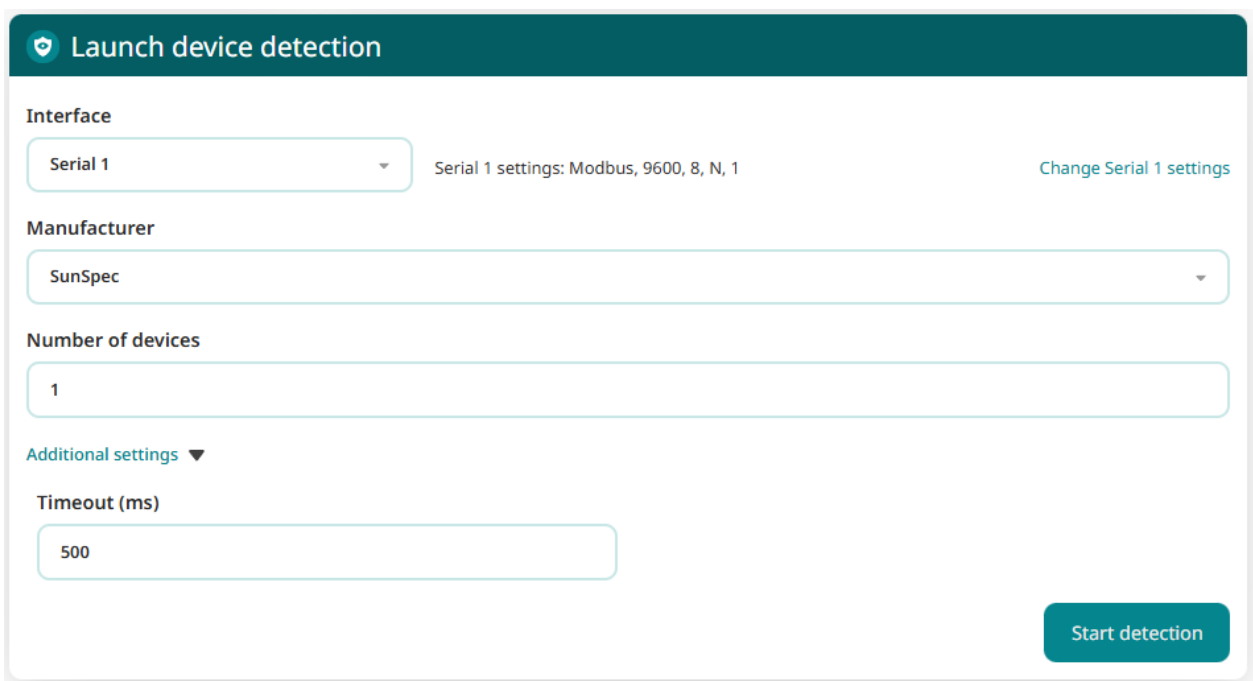 Launch device detection
Interface
Serial 1
Serial 1 settings: Modbus, 9600, 8, N, 1
Change Serial 1 settings
Manufacturer
SunSpec
Number of devices
1
Additional settings
Timeout (ms)
500
Start detection